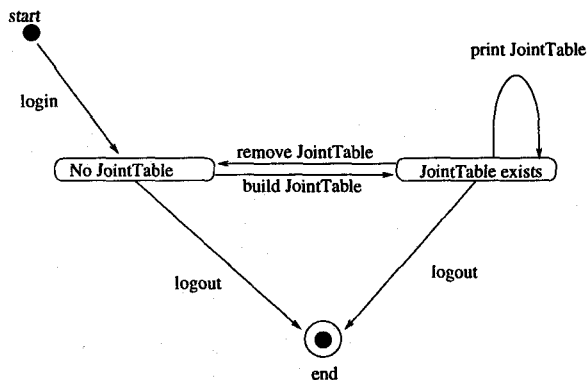 start
print JointTable
login
remove JointTable
No JointTable
JointTable exists
build JointTable
logout
logout
end